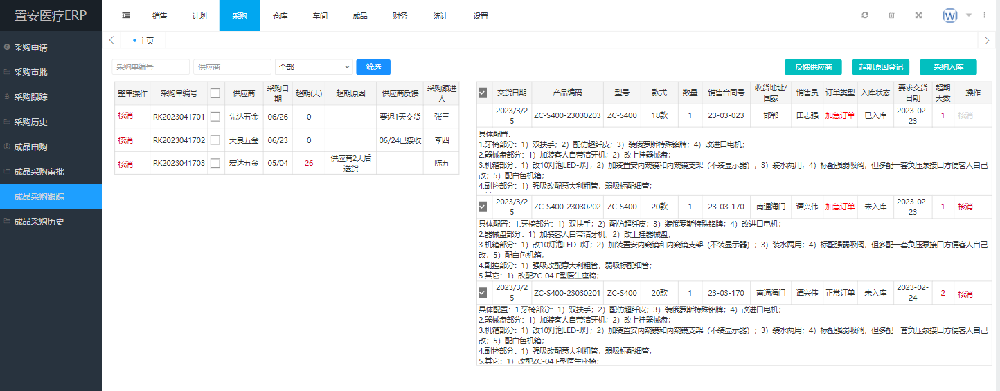 置安医疗ERP
销售 计划 采购 仓库 车间 成品 财务 统计 设置
主页
采购申请
采购审批
采购跟踪
采购历史
成品申购
成品采购审批
成品采购跟踪
成品采购历史
采购单编号 供应商 全部 筛选
反馈供应商 超期原因登记 采购入库
整单操作 采购单编号 供应商 采购日期 超期(天) 超期原因 供应商反馈 采购跟进人
核消 RK2023041701 先达五金 06/26 0 要迟1天交货 张三
核消 RK2023041702 大良五金 06/23 0 06/24已接收 李四
核消 RK2023041703 宏达五金 05/04 26 供应商2天后送货 陈五
交货日期 产品编码 型号 款式 数量 销售合同号 收货地址/国家 销售员 订单类型 入库状态 要求交货日期 超期天数 操作
2023/3/25 ZC-S400-23030203 ZC-S400 18款 1 23-03-023 邯郸 田志强 加急订单 已入库 2023-02-23 1 核消
具体配置：
1.牙椅部分：1）双扶手；2）配仿超纤皮；3）装俄罗斯特殊铭牌；4）改进口电机；
2.器械盘部分：1）加装客人自带洁牙机；2）改上挂器械盘；
3.机箱部分：1）改10灯泡LED-J灯；2）加装置安内窥镜和内窥镜支架（不装显示器）；3）装水两用；4）标配强弱吸阀，但多配一套负压泵接口方便客人自己
改；5）配白色机箱；
4.副控部分：1）强吸改配意大利粗管，弱吸标配细管；
2023/3/25 ZC-S400-23030202 ZC-S400 20款 1 23-03-170 南通海门 谭兴伟 加急订单 未入库 2023-02-23 1 核消
具体配置：1.牙椅部分：1）双扶手；2）配仿超纤皮；3）装俄罗斯特殊铭牌；4）改进口电机；
2.器械盘部分：1）加装客人自带洁牙机；2）改上挂器械盘；
3.机箱部分：1）改10灯泡LED-J灯；2）加装置安内窥镜和内窥镜支架（不装显示器）；3）装水两用；4）标配强弱吸阀，但多配一套负压泵接口方便客人自己
改；5）配白色机箱；
4.副控部分：1）强吸改配意大利粗管，弱吸标配细管；
5.其它：1）改配ZC-04 F型医生座椅；
2023/3/25 ZC-S400-23030201 ZC-S400 20款 1 23-03-170 南通海门 谭兴伟 正常订单 未入库 2023-02-24 2 核消
具体配置：1.牙椅部分：1）双扶手；2）配仿超纤皮；3）装俄罗斯特殊铭牌；4）改进口电机；
2.器械盘部分：1）加装客人自带洁牙机；2）改上挂器械盘；
3.机箱部分：1）改10灯泡LED-J灯；2）加装置安内窥镜和内窥镜支架（不装显示器）；3）装水两用；4）标配强弱吸阀，但多配一套负压泵接口方便客人自己
改；5）配白色机箱；
4.副控部分：1）强吸改配意大利粗管，弱吸标配细管；
5.其它：1）改配ZC-04 F型医生座椅；